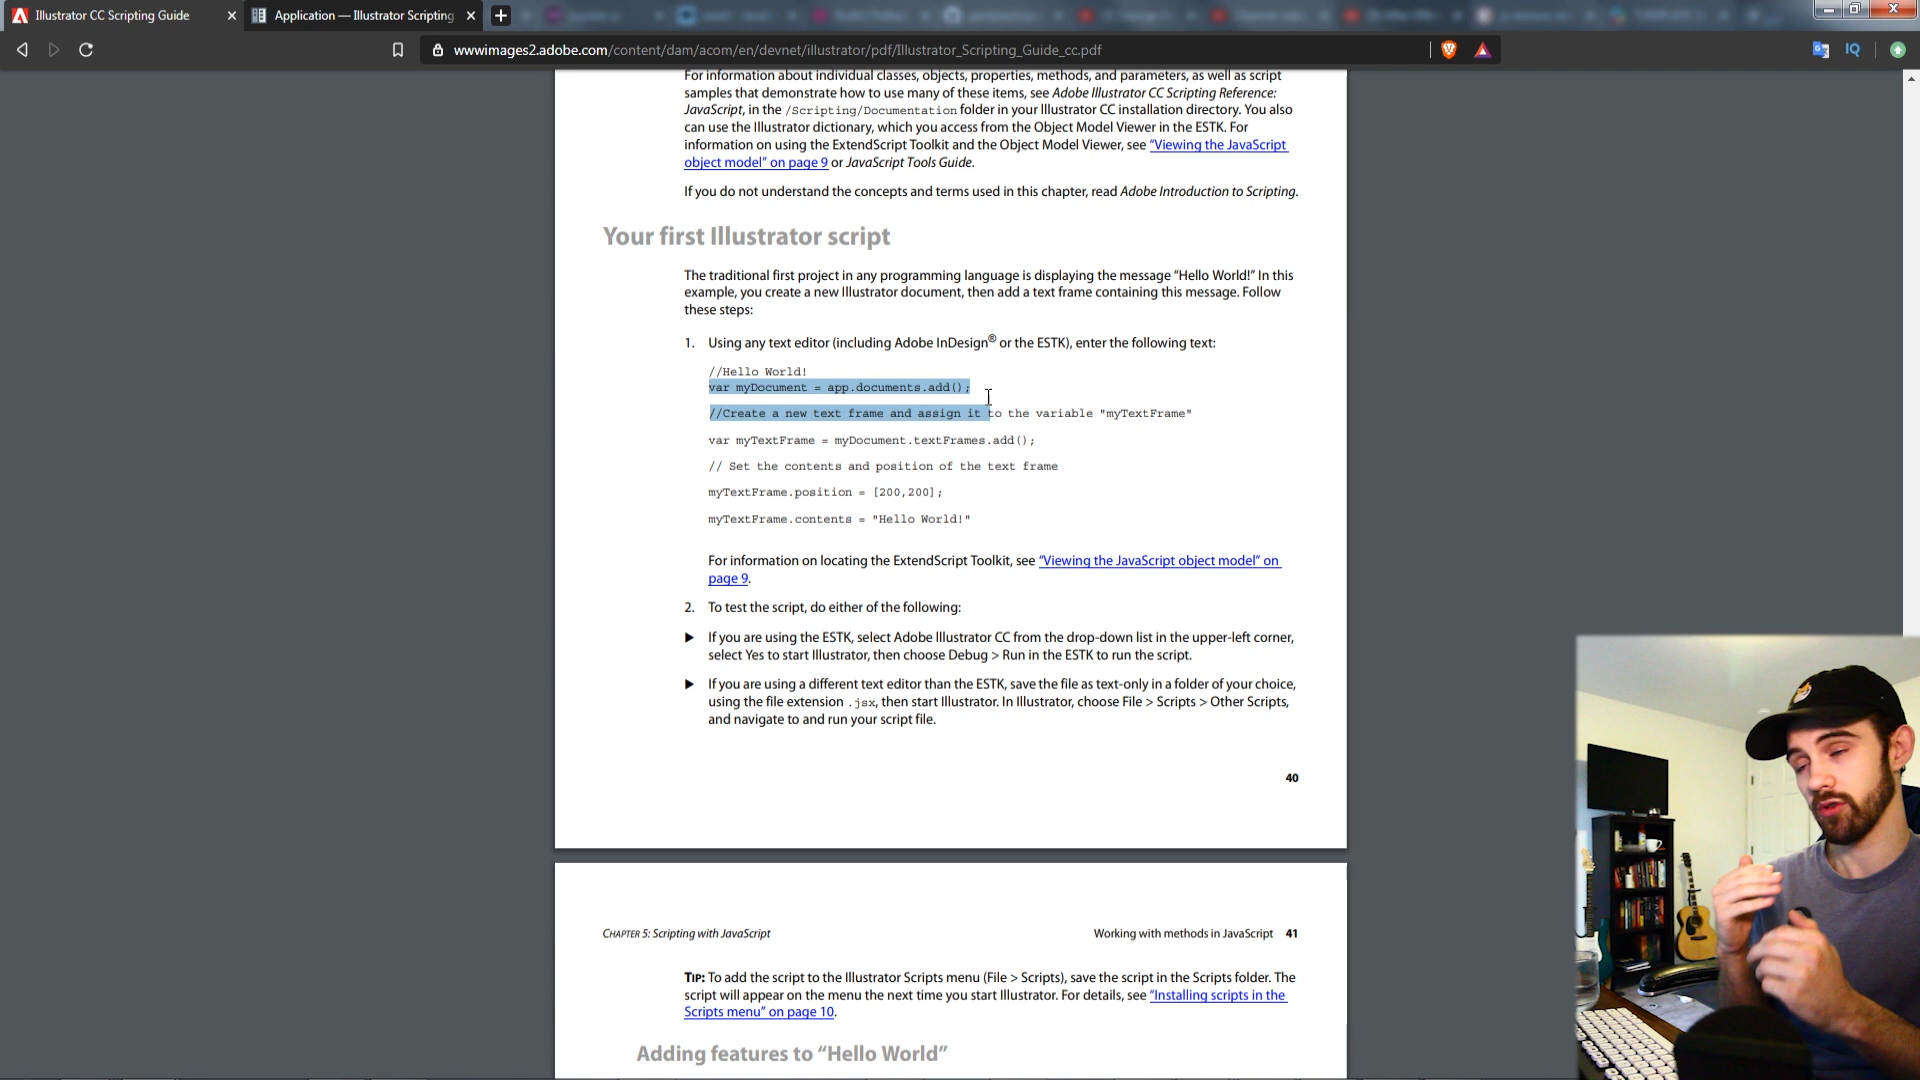 Illustrator CC Scripting Guide
Application — Illustrator Scripting
wwwimages2.adobe.com/content/dam/acom/en/devnet/illustrator/pdf/Illustrator_Scripting_Guide_cc.pdf
IQ
For information about individual classes, objects, properties, methods, and parameters, as well as script
samples that demonstrate how to use many of these items, see Adobe Illustrator CC Scripting Reference:
JavaScript, in the /Scripting/Documentation folder in your Illustrator CC installation directory. You also
can use the Illustrator dictionary, which you access from the Object Model Viewer in the ESTK. For
information on using the ExtendScript Toolkit and the Object Model Viewer, see “Viewing the JavaScript
object model” on page 9 or JavaScript Tools Guide.
If you do not understand the concepts and terms used in this chapter, read Adobe Introduction to Scripting.
Your first Illustrator script
The traditional first project in any programming language is displaying the message “Hello World!” In this
example, you create a new Illustrator document, then add a text frame containing this message. Follow
these steps:
1. Using any text editor (including Adobe InDesign® or the ESTK), enter the following text:
//Hello World!
var myDocument = app.documents.add();
//Create a new text frame and assign it to the variable "myTextFrame"
var myTextFrame = myDocument.textFrames.add();
// Set the contents and position of the text frame
myTextFrame.position = [200,200];
myTextFrame.contents = "Hello World!"
For information on locating the ExtendScript Toolkit, see “Viewing the JavaScript object model” on
page 9.
2. To test the script, do either of the following:
► If you are using the ESTK, select Adobe Illustrator CC from the drop-down list in the upper-left corner,
select Yes to start Illustrator, then choose Debug > Run in the ESTK to run the script.
► If you are using a different text editor than the ESTK, save the file as text-only in a folder of your choice,
using the file extension .jsx, then start Illustrator. In Illustrator, choose File > Scripts > Other Scripts,
and navigate to and run your script file.
40
CHAPTER 5: Scripting with JavaScript
Working with methods in JavaScript 41
TIP: To add the script to the Illustrator Scripts menu (File > Scripts), save the script in the Scripts folder. The
script will appear on the menu the next time you start Illustrator. For details, see “Installing scripts in the
Scripts menu” on page 10.
Adding features to “Hello World”